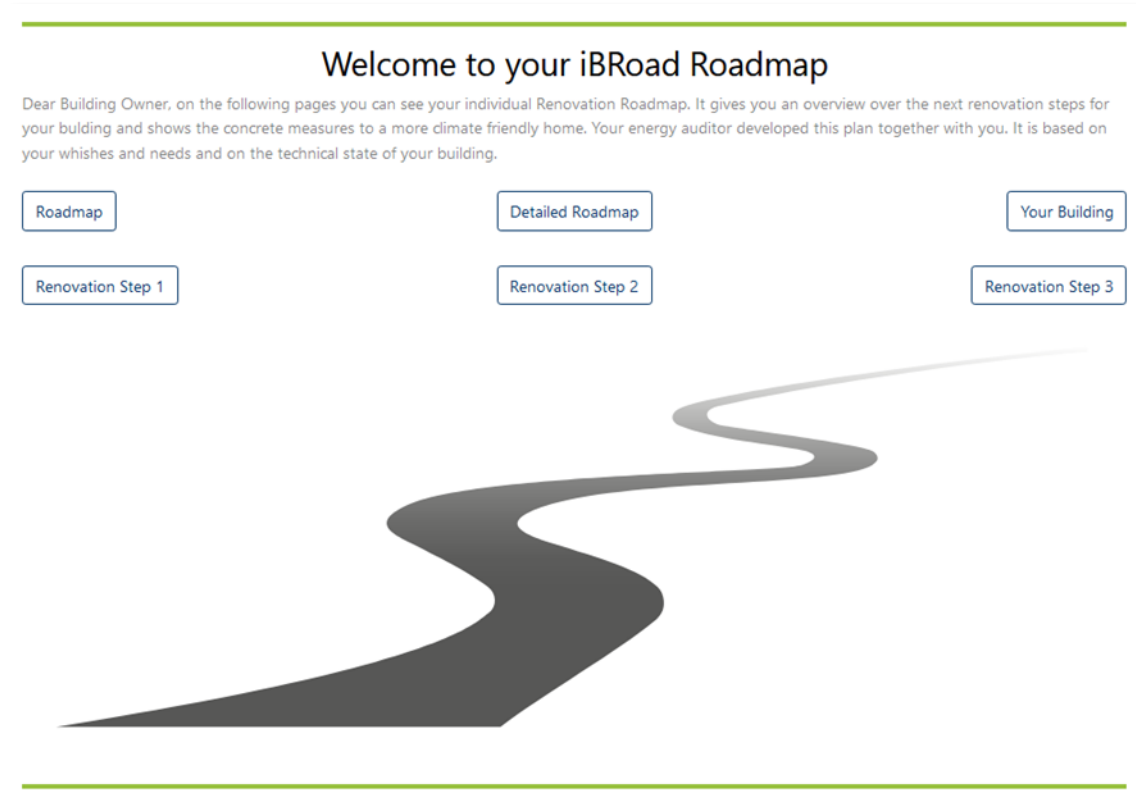 Welcome to your iBRoad Roadmap
Dear Building Owner, on the following pages you can see your individual Renovation Roadmap. It gives you an overview over the next renovation steps for
your bulding and shows the concrete measures to a more climate friendly home. Your energy auditor developed this plan together with you. It is based on
your whishes and needs and on the technical state of your building.
Roadmap
Detailed Roadmap
Your Building
Renovation Step 1
Renovation Step 2
Renovation Step 3